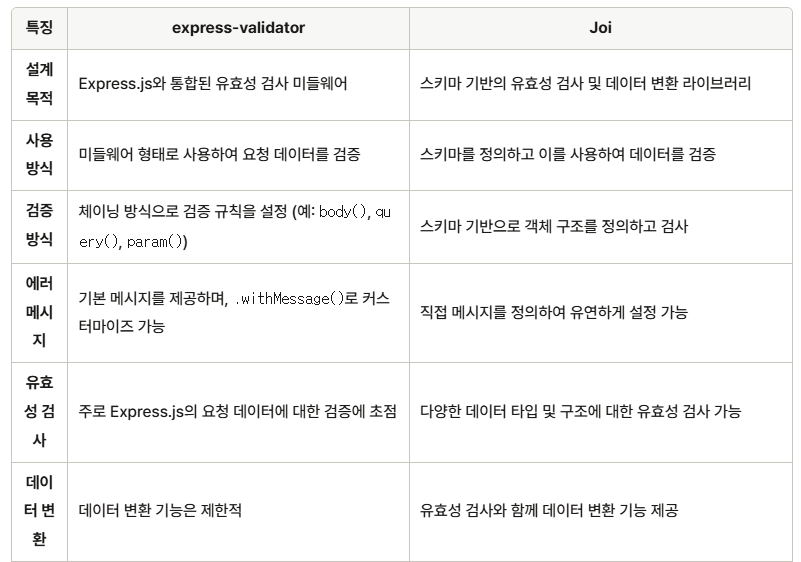 특징 express-validator Joi
설계
목적
Express.js와 통합된 유효성 검사 미들웨어
스키마 기반의 유효성 검사 및 데이터 변환 라이브러리
사용
방식
미들웨어 형태로 사용하여 요청 데이터를 검증
스키마를 정의하고 이를 사용하여 데이터를 검증
검증
방식
체이닝 방식으로 검증 규칙을 설정 (예: body(), qu
ery(), param())
스키마 기반으로 객체 구조를 정의하고 검사
에러
메시
지
기본 메시지를 제공하며, .withMessage()로 커스
터마이즈 가능
직접 메시지를 정의하여 유연하게 설정 가능
유효
성 검
사
주로 Express.js의 요청 데이터에 대한 검증에 초점
다양한 데이터 타입 및 구조에 대한 유효성 검사 가능
데이
터 변
환
데이터 변환 기능은 제한적
유효성 검사와 함께 데이터 변환 기능 제공